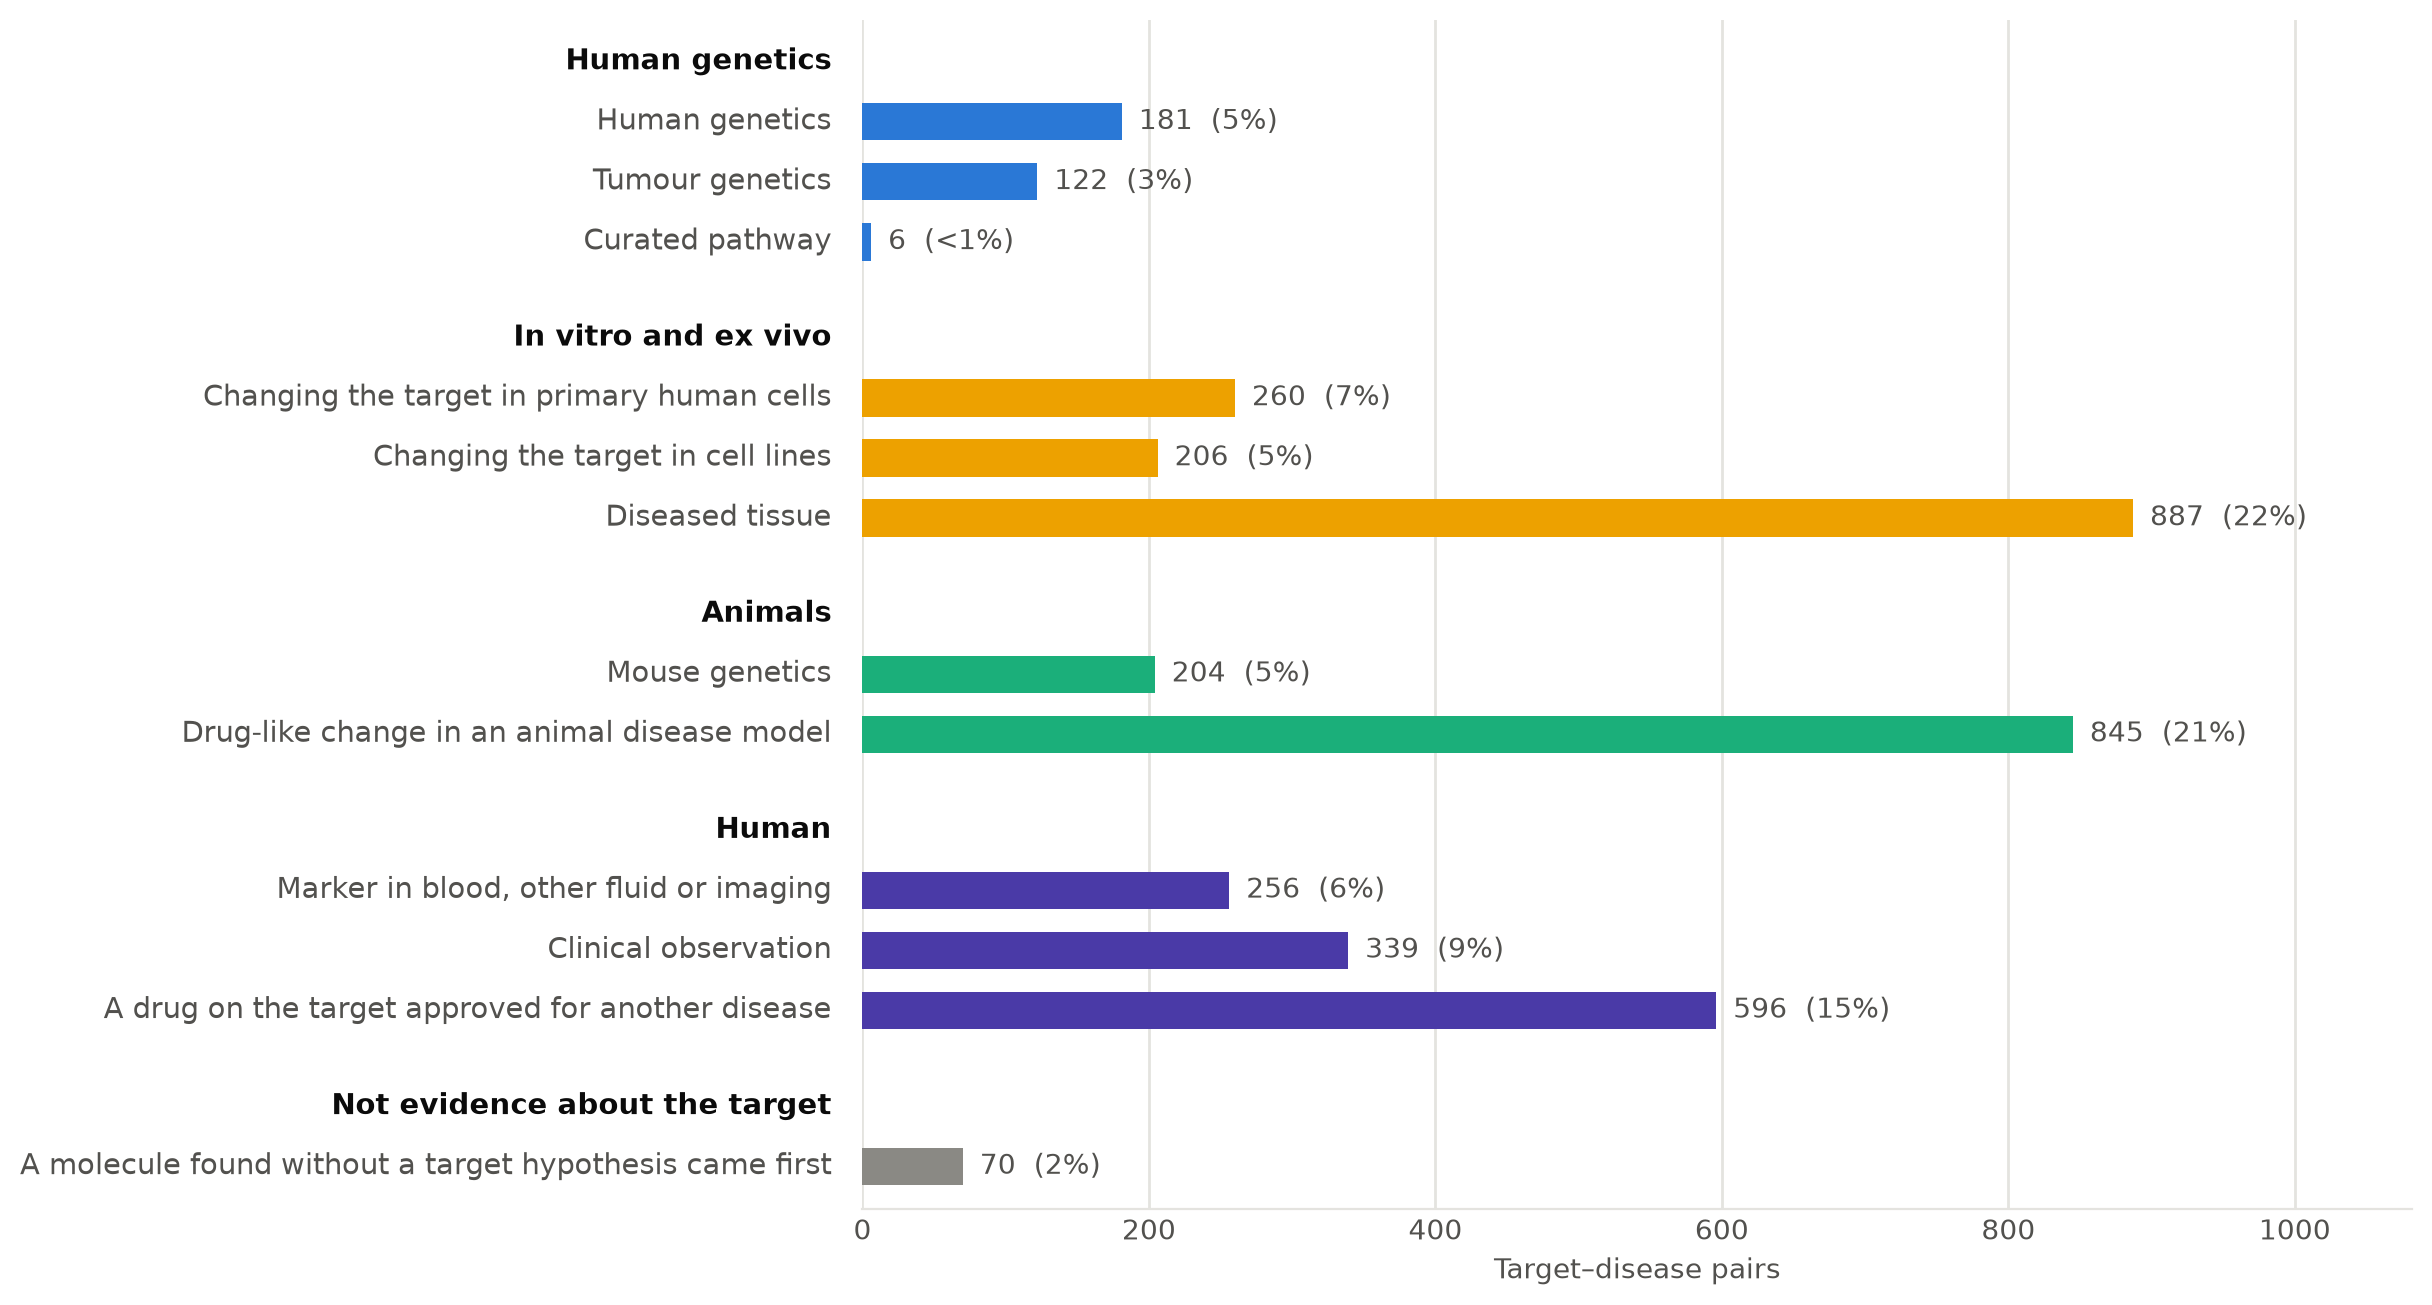 Human genetics
Human genetics 181 (5%)
Tumour genetics 122 (3%)
Curated pathway 6 (<1%)
In vitro and ex vivo
Changing the target in primary human cells 260 (7%)
Changing the target in cell lines 206 (5%)
Diseased tissue 887 (22%)
Animals
Mouse genetics 204 (5%)
Drug-like change in an animal disease model 845 (21%)
Human
Marker in blood, other fluid or imaging 256 (6%)
Clinical observation 339 (9%)
A drug on the target approved for another disease 596 (15%)
Not evidence about the target
A molecule found without a target hypothesis came first 70 (2%)
0 200 400 600 800 1000
Target–disease pairs